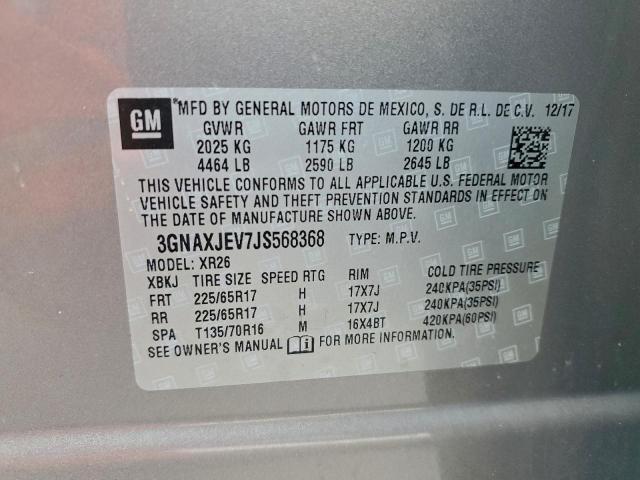 GM
*MFD BY GENERAL MOTORS DE MEXICO, S. DE R.L. DE C.V. 12/17
GVWR GAWR FRT GAWR RR
2025 KG 1175 KG 1200 KG
4464 LB 2590 LB 2645 LB
THIS VEHICLE CONFORMS TO ALL APPLICABLE U.S. FEDERAL MOTOR
VEHICLE SAFETY AND THEFT PREVENTION STANDARDS IN EFFECT ON
THE DATE OF MANUFACTURE SHOWN ABOVE.
3GNAXJEV7JS568368 TYPE: M.P.V.
MODEL: XR26
XBKJ TIRE SIZE SPEED RTG RIM COLD TIRE PRESSURE
FRT 225/65R17 H 17X7J 240KPA(35PSI)
RR 225/65R17 H 17X7J 240KPA(35PSI)
SPA T135/70R16 M 16X4BT 420KPA(60PSI)
SEE OWNER'S MANUAL FOR MORE INFORMATION.